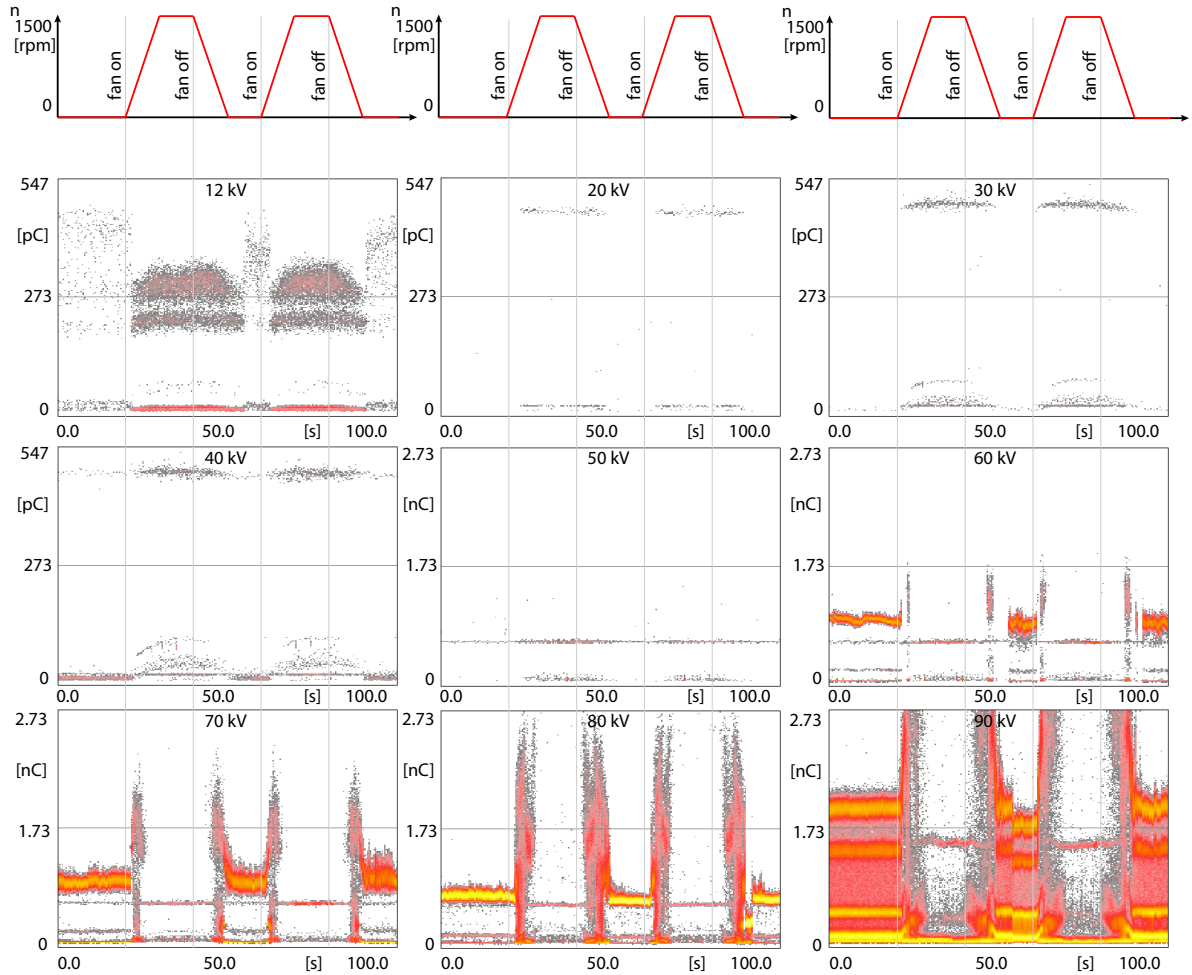 n n n
1500 1500 1500
[rpm] [rpm] [rpm]
fan on fan off fan on fan off fan on fan off fan on fan off fan on fan off fan on fan off
0 0 0
547 12 kV 547 20 kV 547 30 kV
[pC] [pC] [pC]
273 273 273
0 0 0
0.0 50.0 [s] 100.0 0.0 50.0 [s] 100.0 0.0 50.0 [s] 100.0
547 40 kV 2.73 50 kV 2.73 60 kV
[pC] [nC] [nC]
273 1.73 1.73
0 0 0
0.0 50.0 [s] 100.0 0.0 50.0 [s] 100.0 0.0 50.0 [s] 100.0
2.73 70 kV 2.73 80 kV 2.73 90 kV
[nC] [nC] [nC]
1.73 1.73 1.73
0 0 0
0.0 50.0 [s] 100.0 0.0 50.0 [s] 100.0 0.0 50.0 [s] 100.0